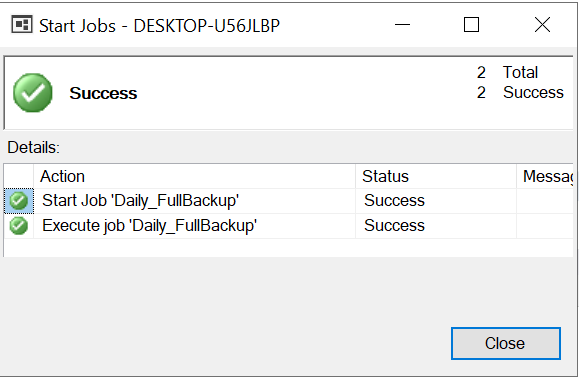 Start Jobs - DESKTOP-U56JLBP
2 Total
Success
2 Success
Details:
Action Status Messag
Start Job 'Daily_FullBackup' Success
Execute job 'Daily_FullBackup' Success
Close